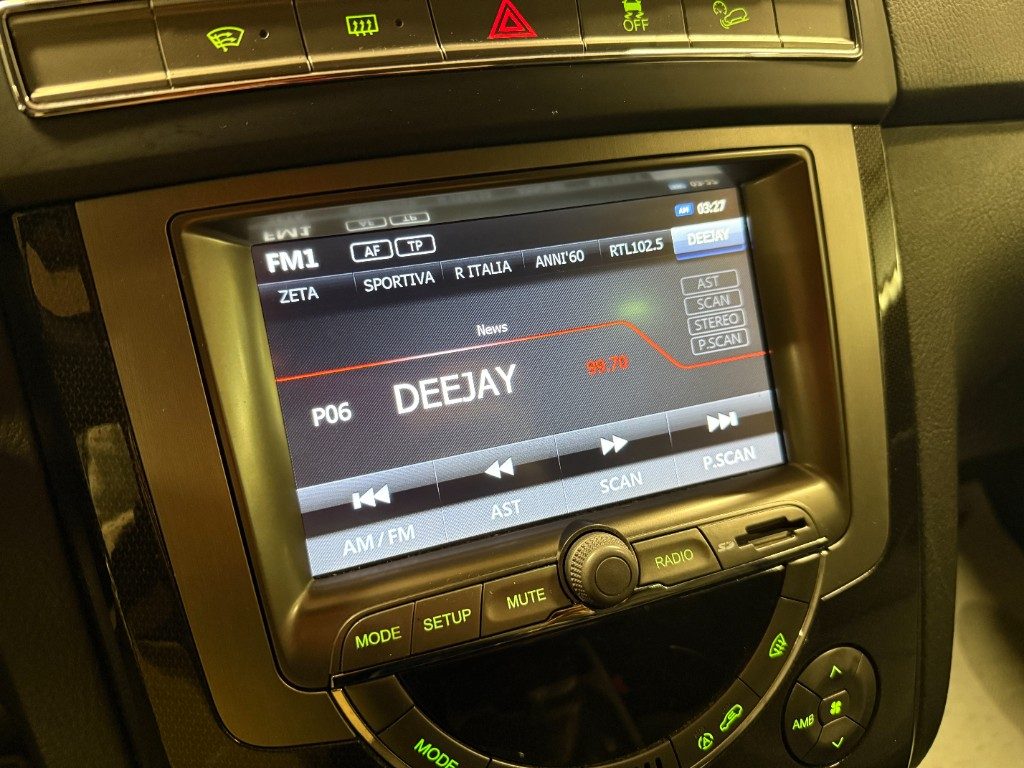 OFF
FM1 AF TP AM 03:27
ZETA SPORTIVA R ITALIA ANNI'60 RTL102.5 DEEJAY
AST
SCAN
STEREO
P.SCAN
News
P06 DEEJAY 99.70
AM / FM AST SCAN P.SCAN
MODE SETUP MUTE RADIO SD
MODE
AMB